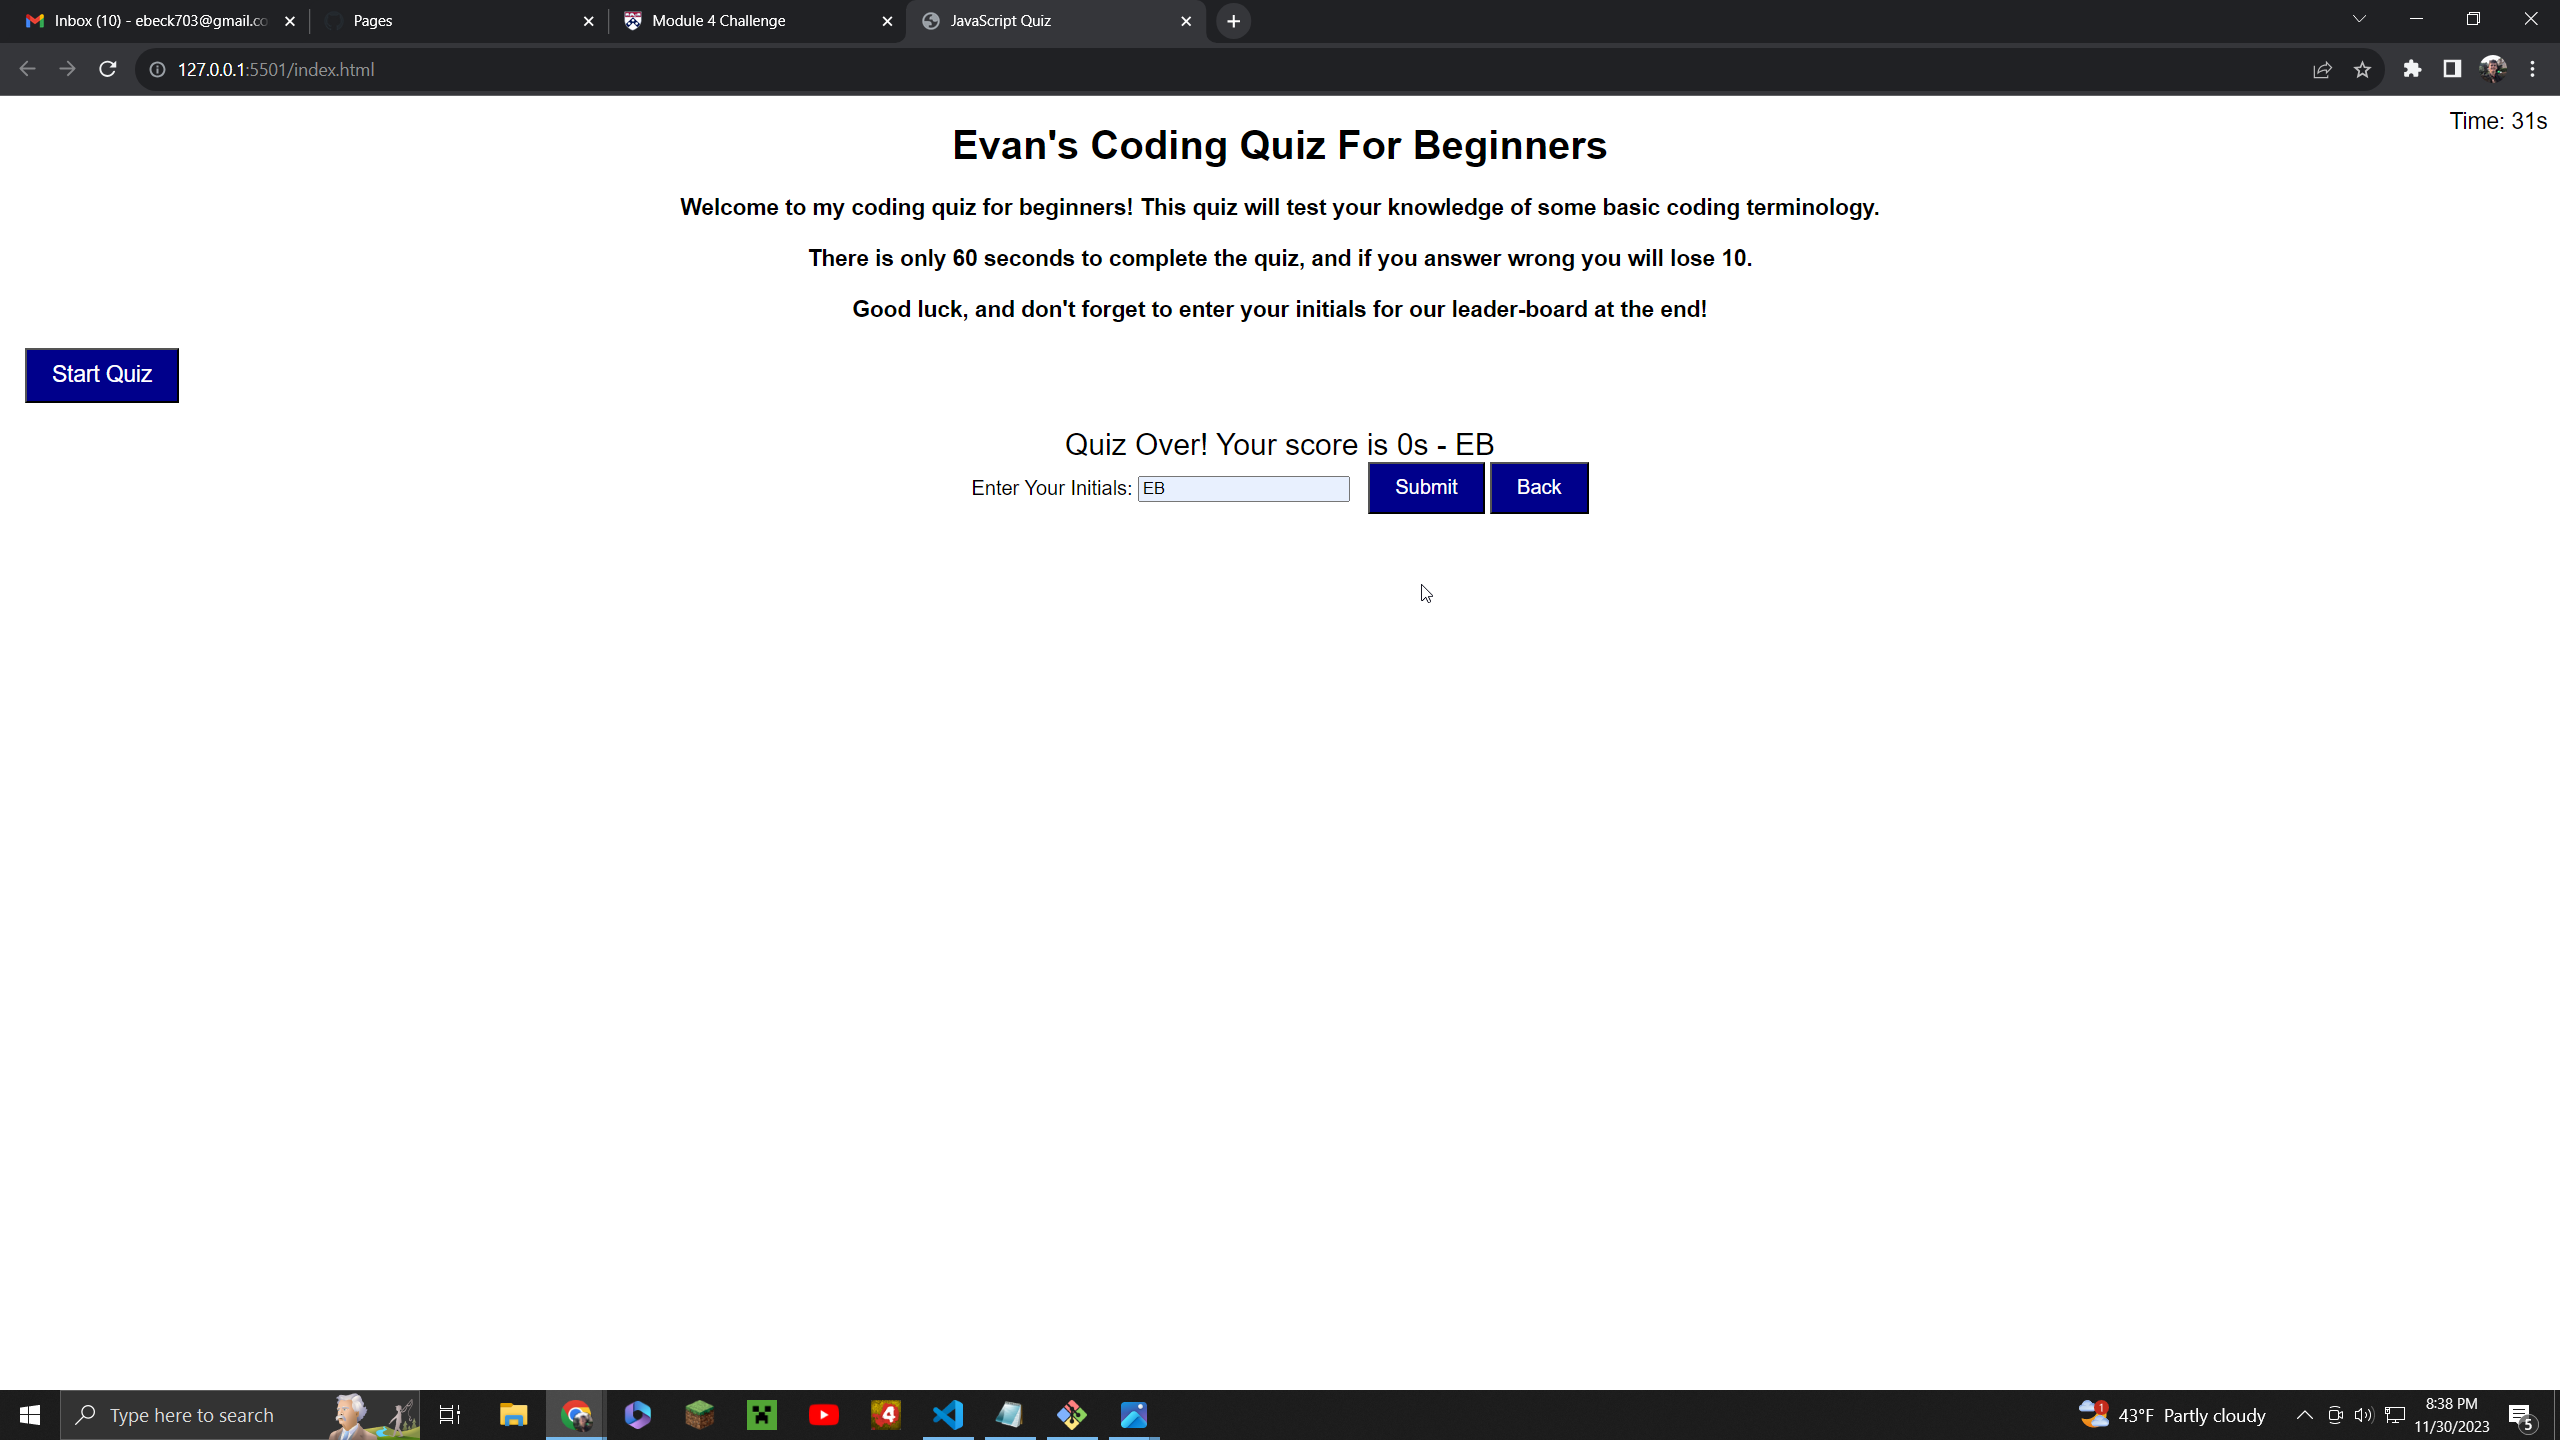 Inbox (10) - ebeck703@gmail.co
Pages
Module 4 Challenge
JavaScript Quiz
127.0.0.1:5501/index.html
Time: 31s
Evan's Coding Quiz For Beginners
Welcome to my coding quiz for beginners! This quiz will test your knowledge of some basic coding terminology.
There is only 60 seconds to complete the quiz, and if you answer wrong you will lose 10.
Good luck, and don't forget to enter your initials for our leader-board at the end!
Start Quiz
Quiz Over! Your score is 0s - EB
Enter Your Initials: EB Submit Back
Type here to search
4
1
43°F Partly cloudy
8:38 PM
11/30/2023
5